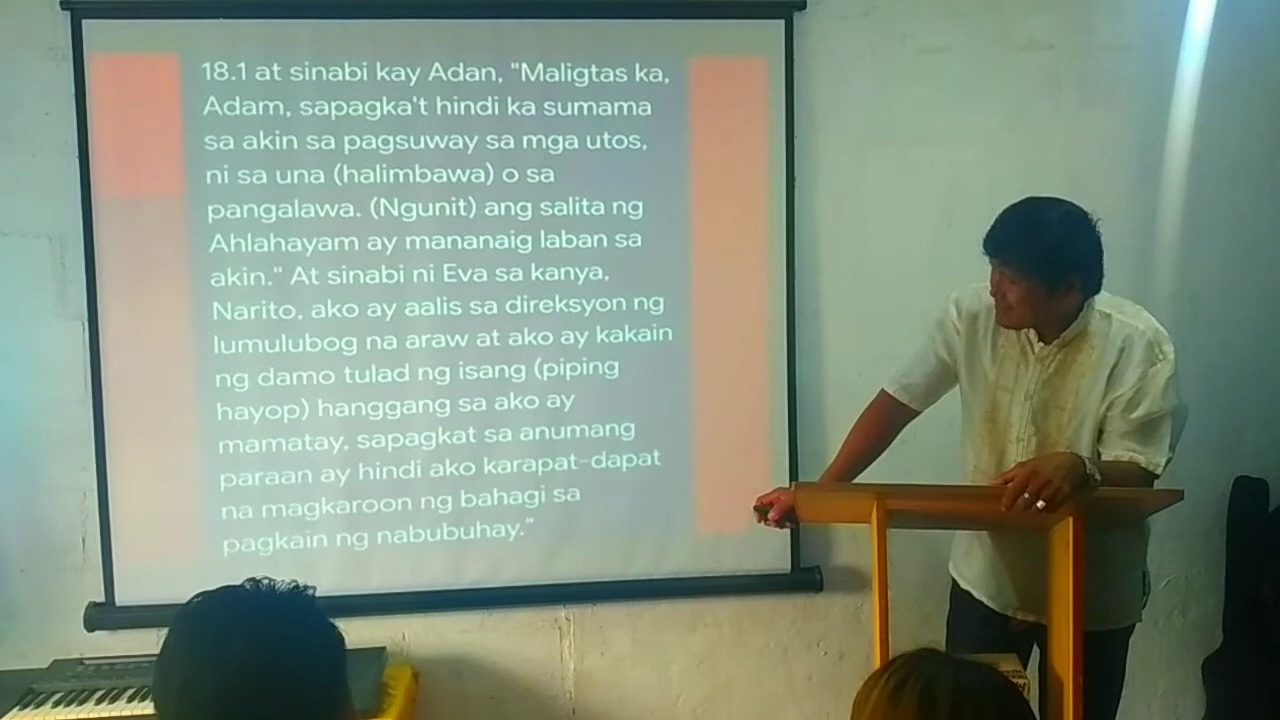 18.1 at sinabi kay Adan, "Maligtas ka,
Adam, sapagka't hindi ka sumama
sa akin sa pagsuway sa mga utos,
ni sa una (halimbawa) o sa
pangalawa. (Ngunit) ang salita ng
Ahlahayam ay mananaig laban sa
akin." At sinabi ni Eva sa kanya,
Narito, ako ay aalis sa direksyon ng
lumulubog na araw at ako ay kakain
ng damo tulad ng isang (piping
hayop) hanggang sa ako ay
mamatay, sapagkat sa anumang
paraan ay hindi ako karapat-dapat
na magkaroon ng bahagi sa
pagkain ng nabubuhay."